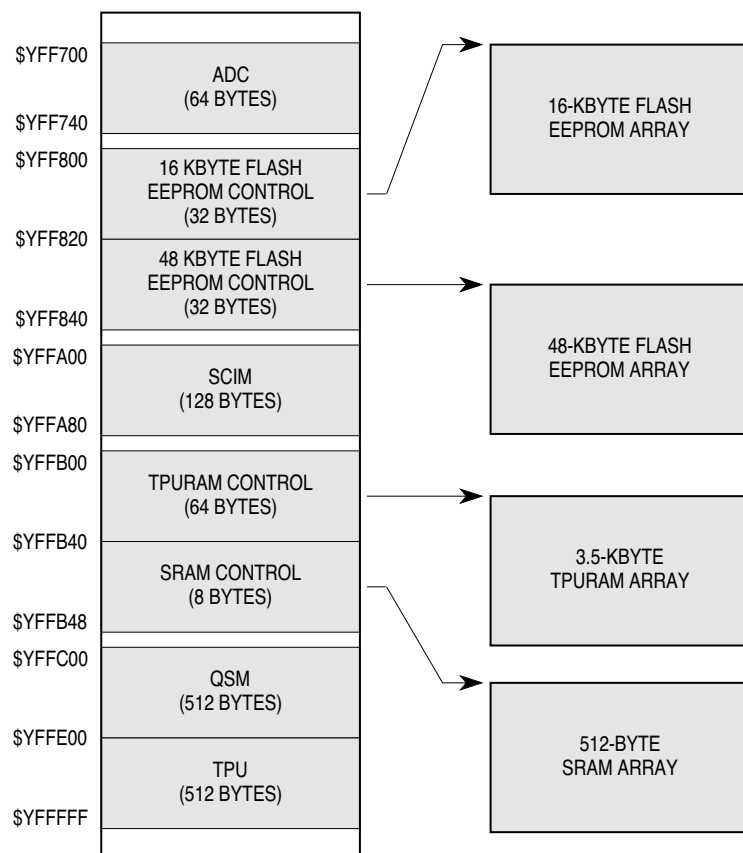 $YFF700
ADC
(64 BYTES)
$YFF740
$YFF800
16 KBYTE FLASH
EEPROM CONTROL
(32 BYTES)
$YFF820
48 KBYTE FLASH
EEPROM CONTROL
(32 BYTES)
$YFF840
$YFFA00
SCIM
(128 BYTES)
$YFFA80
$YFFB00
TPURAM CONTROL
(64 BYTES)
$YFFB40
SRAM CONTROL
(8 BYTES)
$YFFB48
$YFFC00
QSM
(512 BYTES)
$YFFE00
TPU
(512 BYTES)
$YFFFFF
16-KBYTE FLASH
EEPROM ARRAY
48-KBYTE FLASH
EEPROM ARRAY
3.5-KBYTE
TPURAM ARRAY
512-BYTE
SRAM ARRAY